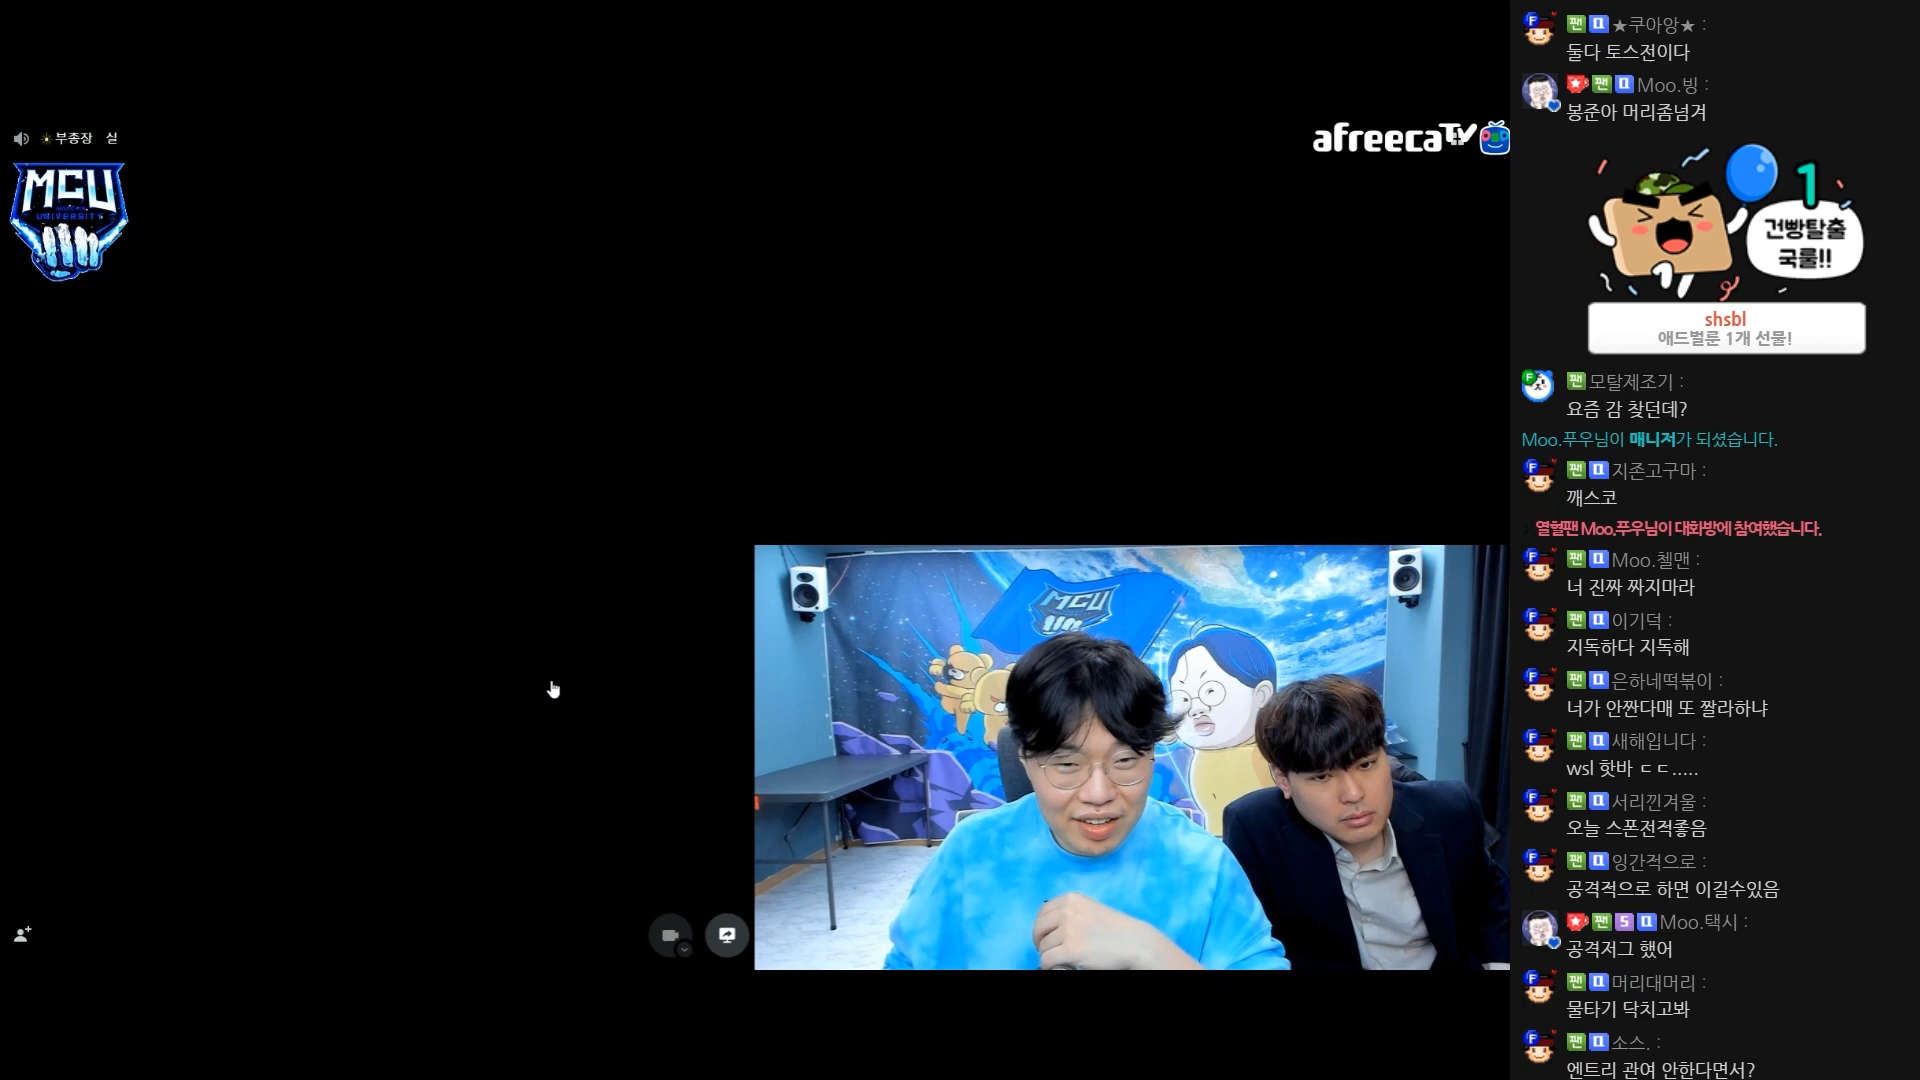 부총장 실
MCU
UNIVERSITY
afreecaTV
MCU
★쿠아앙★ :
둘다 토스전이다
Moo.빙 :
봉준아 머리좀넘겨
1
건빵탈출
국룰!!
shsbl
애드벌룬 1개 선물!
팬 모탈제조기 :
요즘 감 찾던데?
Moo.푸우님이 매니저가 되셨습니다.
지존고구마 :
깨스코
열혈팬 Moo.푸우님이 대화방에 참여했습니다.
Moo.첼맨 :
너 진짜 짜지마라
이기덕 :
지독하다 지독해
은하네떡볶이 :
너가 안짠다매 또 짤라하냐
새해입니다 :
wsl 핫바 ㄷㄷ.....
서리낀겨울 :
오늘 스폰전적좋음
잉간적으로 :
공격적으로 하면 이길수있음
Moo.택시 :
공격저그 했어
머리대머리 :
물타기 닥치고봐
소스. :
엔트리 관여 안한다면서?